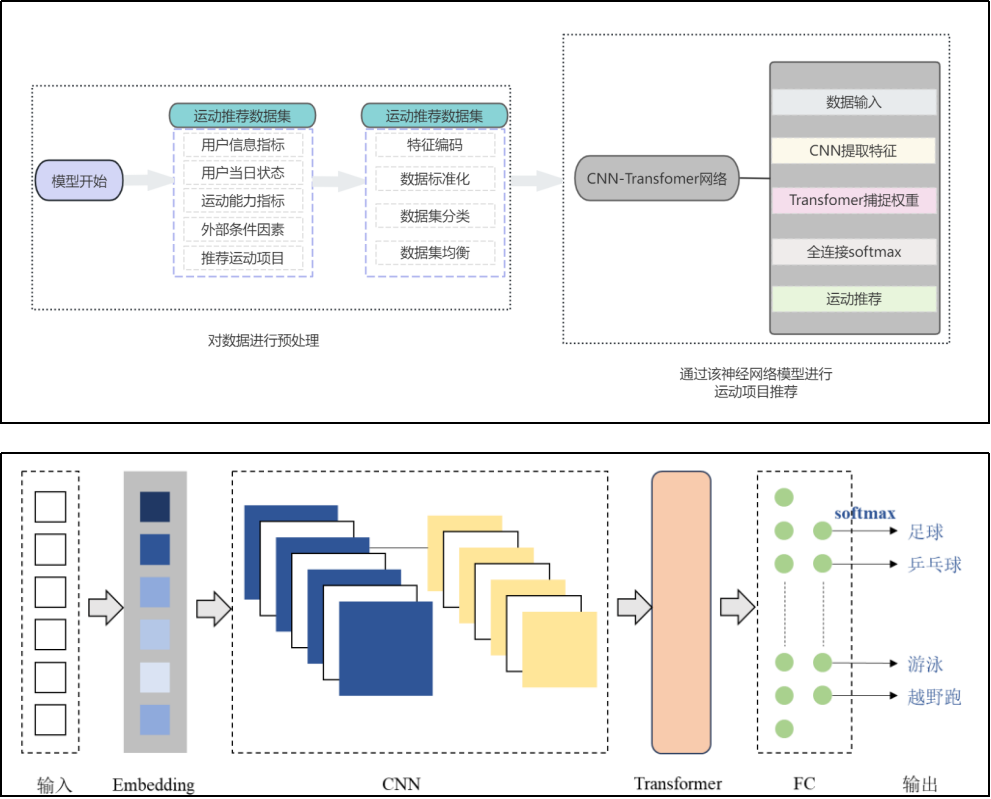 模型开始
运动推荐数据集
用户信息指标
用户当日状态
运动能力指标
外部条件因素
推荐运动项目
运动推荐数据集
特征编码
数据标准化
数据集分类
数据集均衡
对数据进行预处理
CNN-Transfomer网络
数据输入
CNN提取特征
Transfomer捕捉权重
全连接softmax
运动推荐
通过该神经网络模型进行
运动项目推荐
softmax
足球
乒乓球
游泳
越野跑
输入
Embedding
CNN
Transformer
FC
输出